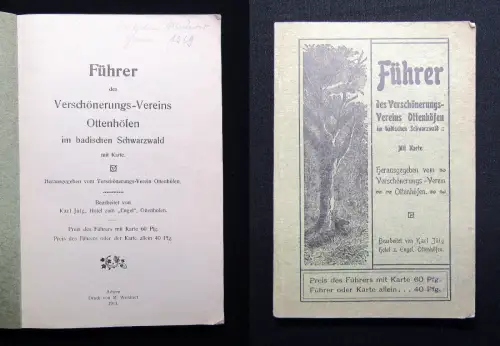 Führer
des
Verschönerungs-Vereins
Ottenhöfen
im badischen Schwarzwald
mit Karte.
Herausgegeben vom Verschönerungs-Verein Ottenhöfen.
Bearbeitet von
Karl Jülg, Hotel zum „Engel“, Ottenhöfen.
Preis des Führers mit Karte 60 Pfg.
Preis des Führers oder der Karte allein 40 Pfg.
Achern
Druck von
Führer
des Verschönerungs-
Vereins Ottenhöfen
im badischen Schwarzwald :
Mit Karte
Herausgegeben vom
Verschönerungs-Verein
Ottenhöfen.
Bearbeitet von Karl Jülg,
Hotel z. Engel, Ottenhöfen.
Preis des Führers mit Karte 60 Pfg.
Führer oder Karte allein . . . 40 Pfg.